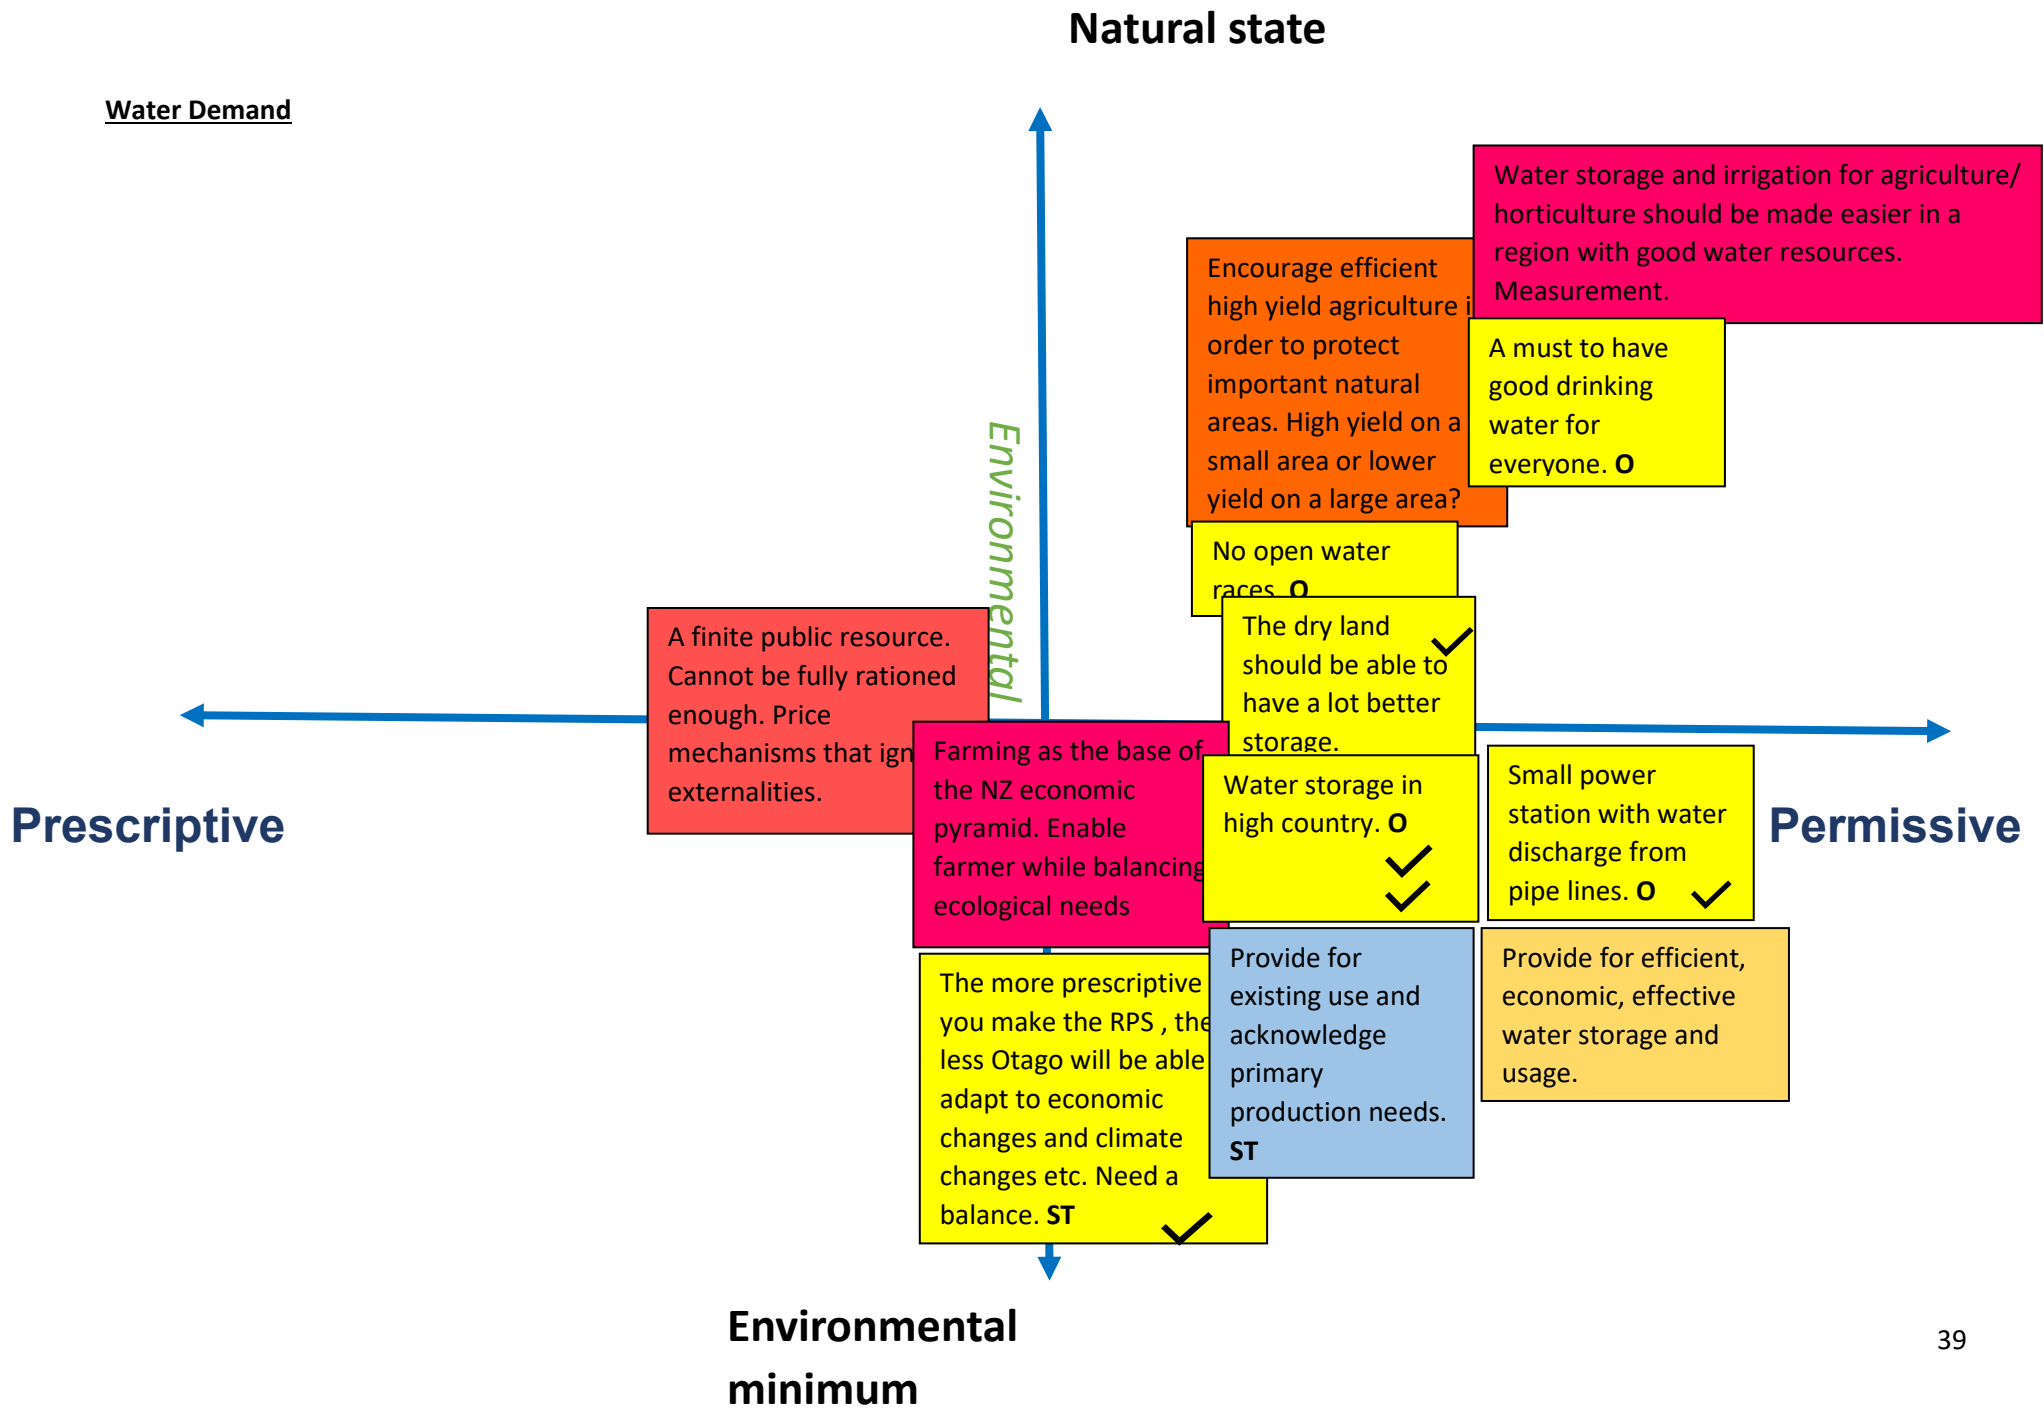 Natural state
Water Demand
Water storage and irrigation for agriculture/
horticulture should be made easier in a
region with good water resources.
Measurement.
Encourage efficient
high yield agriculture
order to protect
important natural
areas. High yield on a
small area or lower
yield on a large area?
A must to have
good drinking
water for
everyone. O
No open water
races. O
Environmental
The dry land
should be able to
have a lot better
storage.
A finite public resource.
Cannot be fully rationed
enough. Price
mechanisms that
externalities.
Farming as the base of
the NZ economic
pyramid. Enable
farmer while balancing
ecological needs
Water storage in
high country. O
Small power
station with water
discharge from
pipe lines. O
Prescriptive
Permissive
The more prescriptive
you make the RPS , the
less Otago will be able
adapt to economic
changes and climate
changes etc. Need a
balance. ST
Provide for
existing use and
acknowledge
primary
production needs.
ST
Provide for efficient,
economic, effective
water storage and
usage.
Environmental
minimum
39